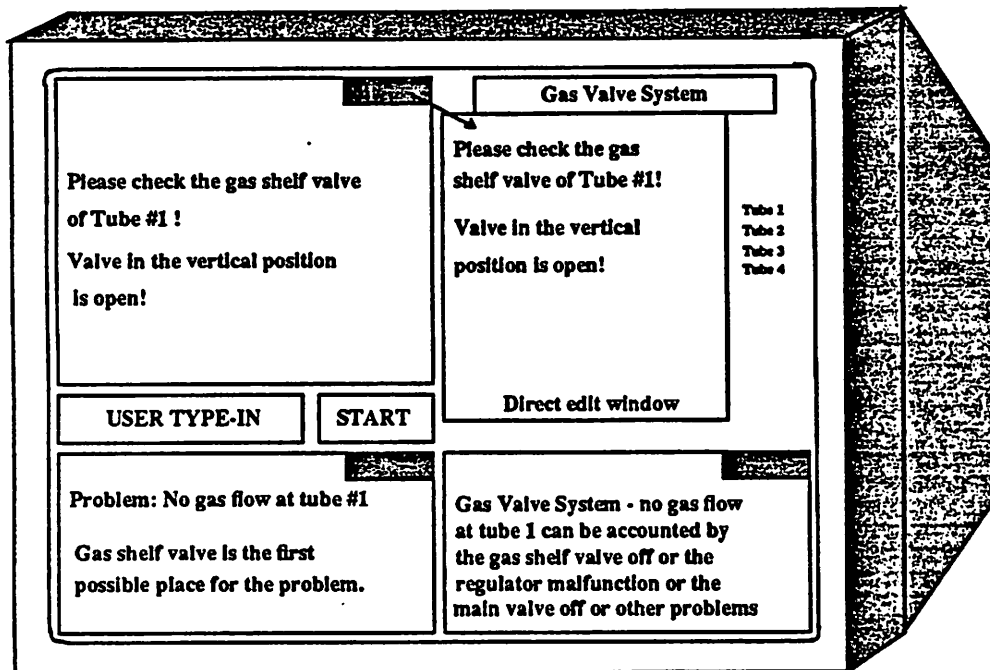 Please check the gas shelf valve
of Tube #1 !
Valve in the vertical position
is open!
Gas Valve System
Please check the gas
shelf valve of Tube #1!
Valve in the vertical
position is open!
Direct edit window
Tube 1
Tube 2
Tube 3
Tube 4
USER TYPE-IN
START
Problem: No gas flow at tube #1
Gas shelf valve is the first
possible place for the problem.
Gas Valve System - no gas flow
at tube 1 can be accounted by
the gas shelf valve off or the
regulator malfunction or the
main valve off or other problems